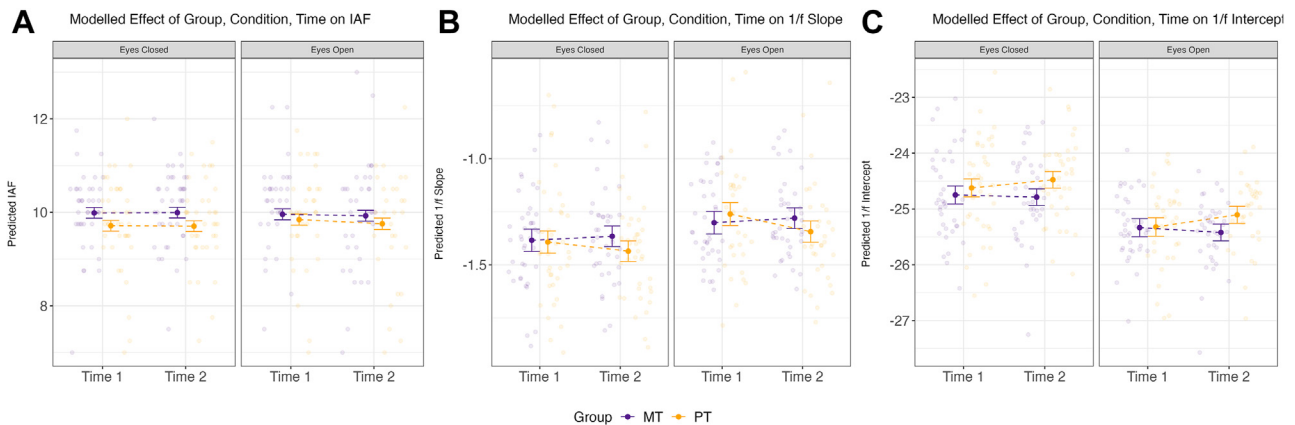 A
Modelled Effect of Group, Condition, Time on IAF
Eyes Closed
Eyes Open
Predicted IAF
12
10
8
Time 1
Time 2
Time 1
Time 2
B
Modelled Effect of Group, Condition, Time on 1/f Slope
Eyes Closed
Eyes Open
Predicted 1/f Slope
-1.0
-1.5
Time 1
Time 2
Time 1
Time 2
C
Modelled Effect of Group, Condition, Time on 1/f Intercept
Eyes Closed
Eyes Open
Predicted 1/f Intercept
-23
-24
-25
-26
-27
Time 1
Time 2
Time 1
Time 2
Group MT PT